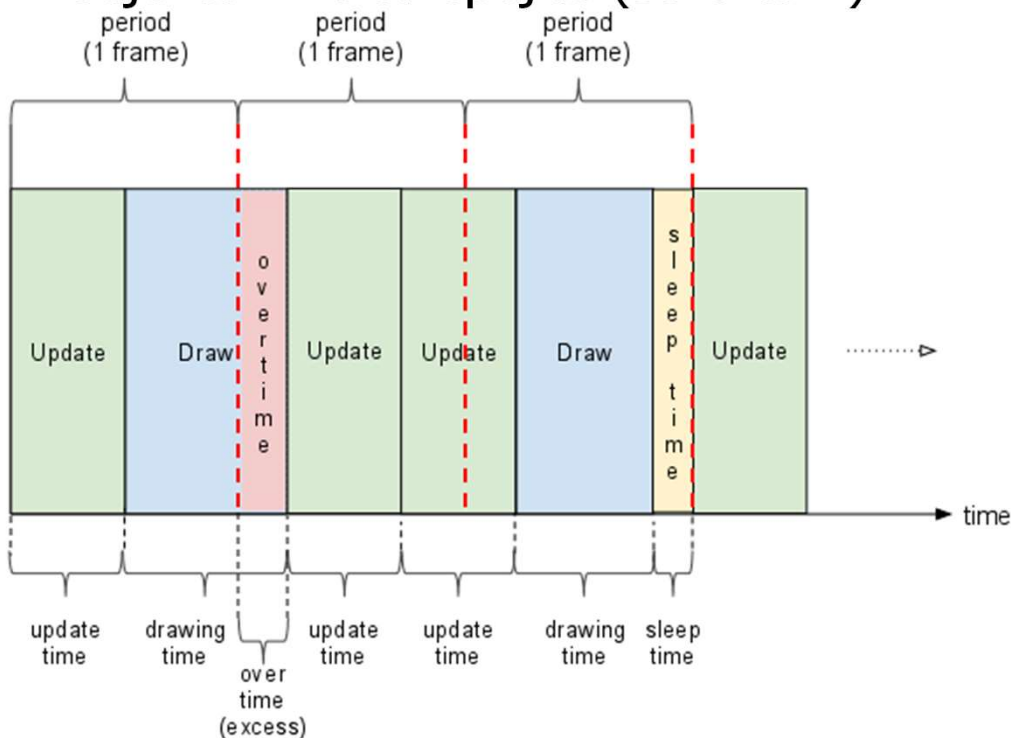 period
(1 frame)
period
(1 frame)
period
(1 frame)
Update
Draw
overtime
Update
Update
Draw
sleep time
Update
time
update
time
drawing
time
update
time
update
time
drawing
time
sleep
time
over
time
(excess)